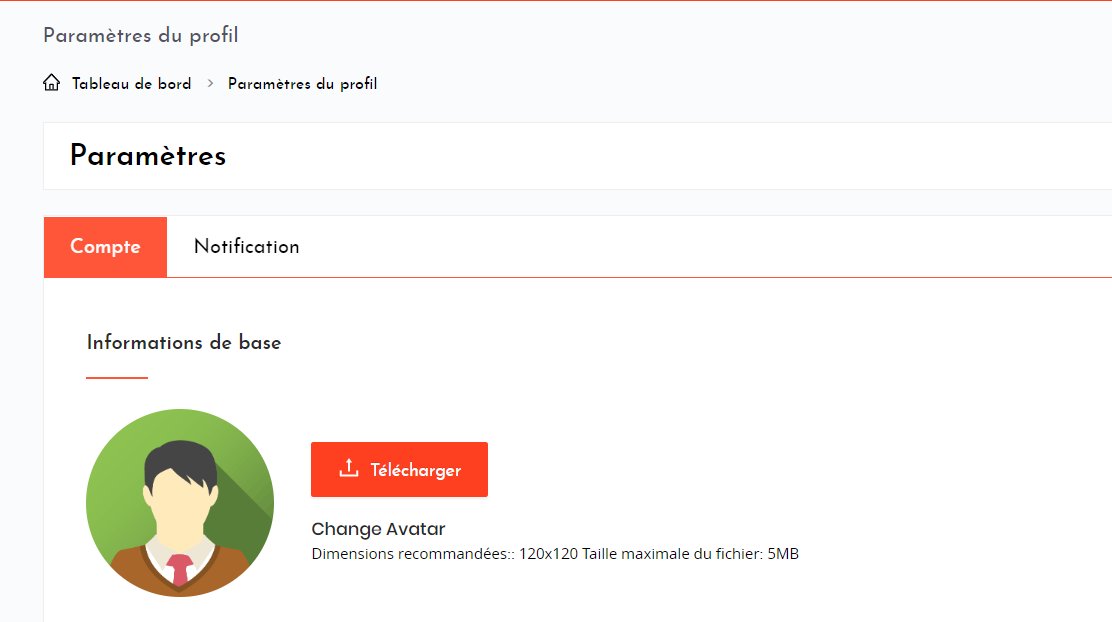 Paramètres du profil
Tableau de bord > Paramètres du profil
Paramètres
Compte Notification
Informations de base
Télécharger
Change Avatar
Dimensions recommandées:: 120x120 Taille maximale du fichier: 5MB